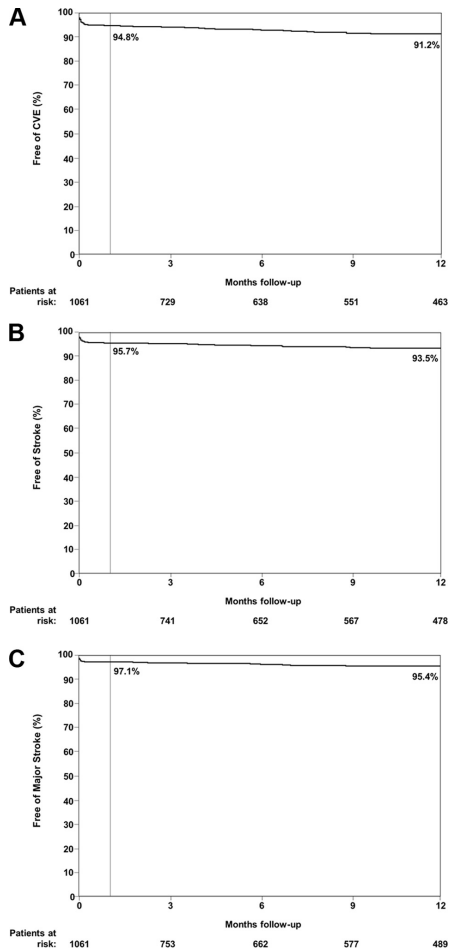 A
Free of CVE (%)
100
90
80
70
60
50
40
30
20
10
0
94.8%
91.2%
0 3 6 9 12
Months follow-up
Patients at
risk: 1061 729 638 551 463
B
Free of Stroke (%)
100
90
80
70
60
50
40
30
20
10
0
95.7%
93.5%
0 3 6 9 12
Months follow-up
Patients at
risk: 1061 741 652 567 478
C
Free of Major Stroke (%)
100
90
80
70
60
50
40
30
20
10
0
97.1%
95.4%
0 3 6 9 12
Months follow-up
Patients at
risk: 1061 753 662 577 489